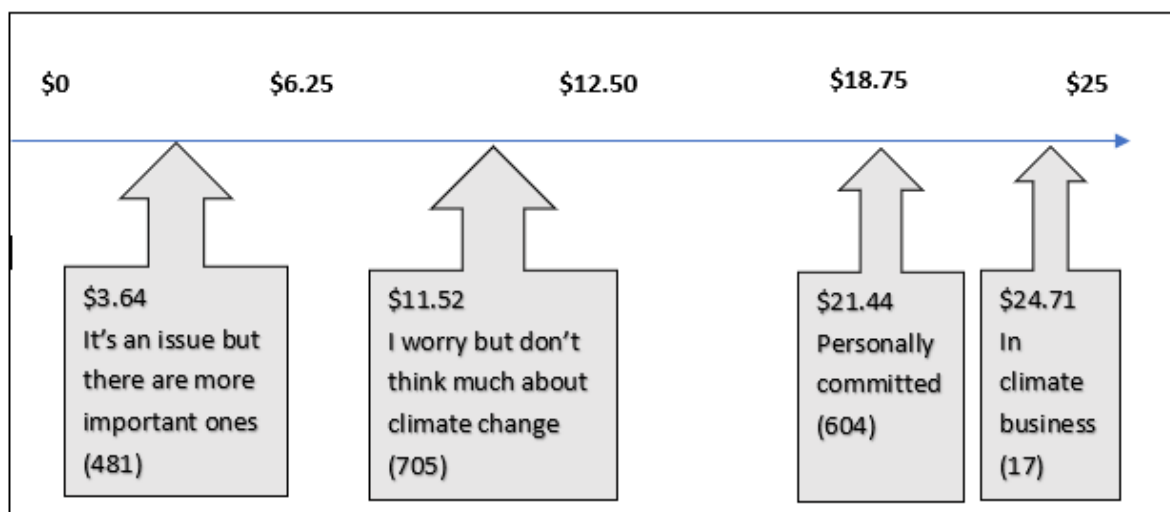 $0 $6.25 $12.50 $18.75 $25
$3.64
It's an issue but
there are more
important ones
(481)
$11.52
I worry but don't
think much about
climate change
(705)
$21.44
Personally
committed
(604)
$24.71
In
climate
business
(17)